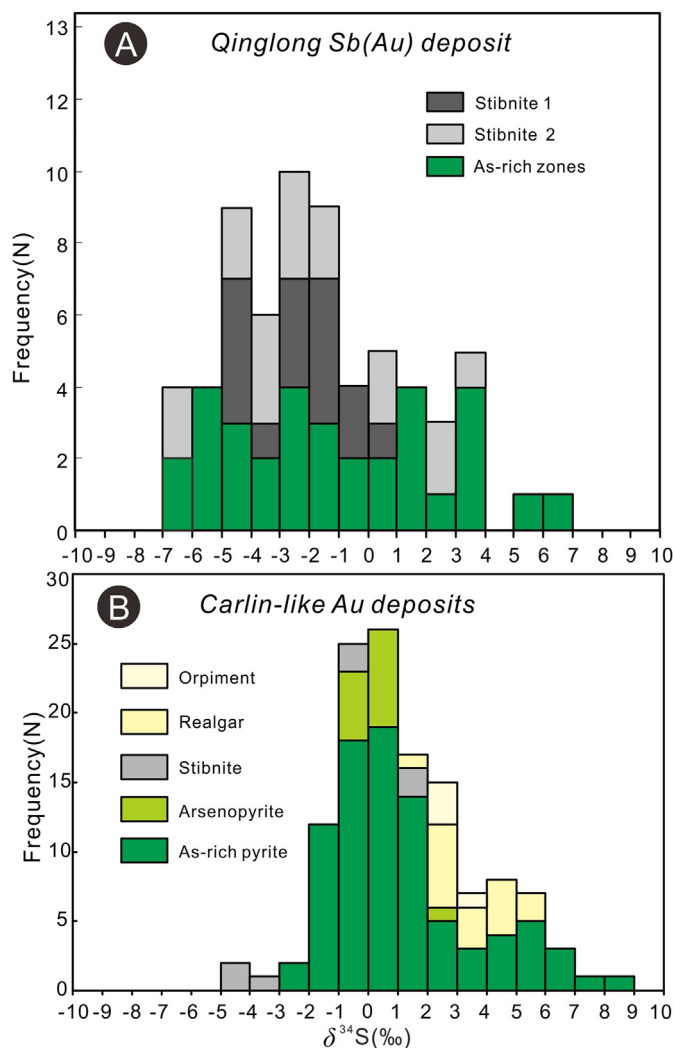 A
Qinglong Sb(Au) deposit
Stibnite 1
Stibnite 2
As-rich zones
Frequency(N)
13
12
10
8
6
4
2
0
-10 -9 -8 -7 -6 -5 -4 -3 -2 -1 0 1 2 3 4 5 6 7 8 9 10
B
Carlin-like Au deposits
Orpiment
Realgar
Stibnite
Arsenopyrite
As-rich pyrite
Frequency(N)
30
25
20
15
10
5
0
-10 -9 -8 -7 -6 -5 -4 -3 -2 -1 0 1 2 3 4 5 6 7 8 9 10
δ34S(‰)